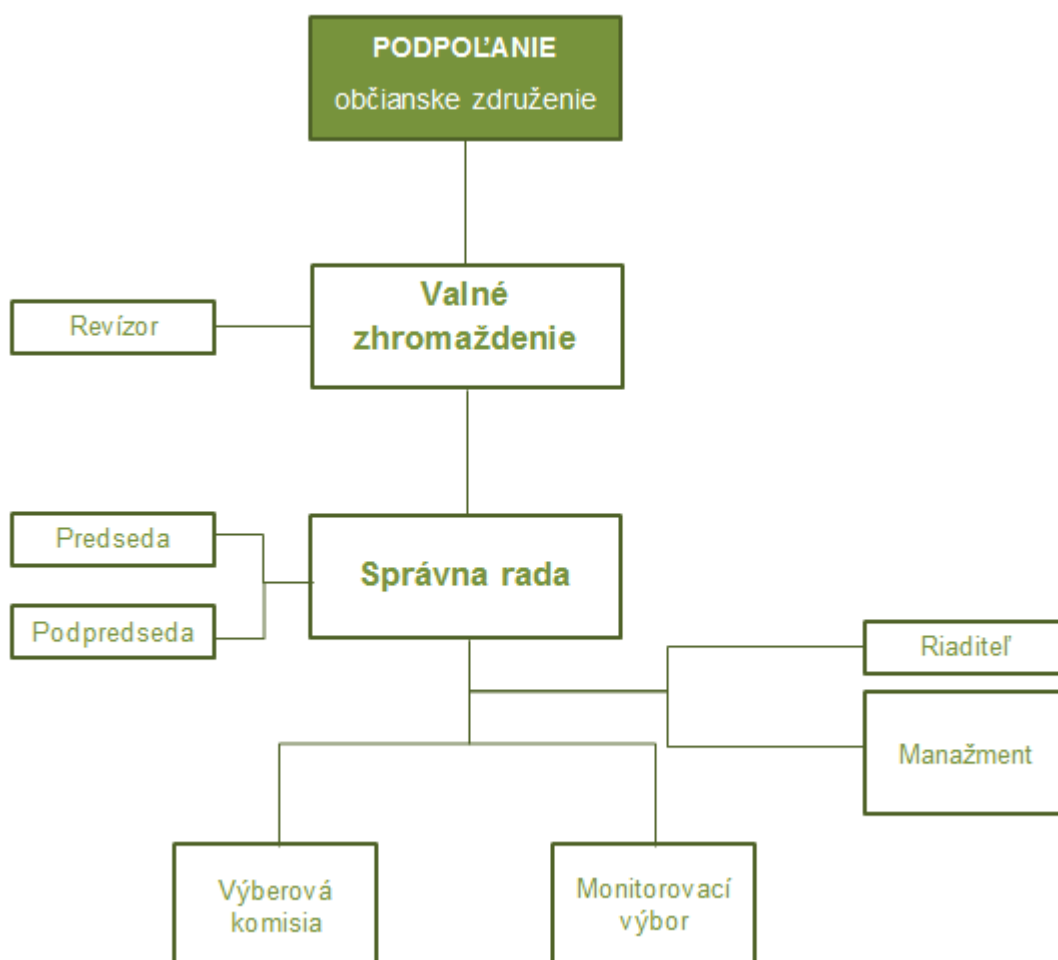 PODPOĽANIE
občianske združenie
Valné
zhromaždenie
Revízor
Predseda
Správna rada
Podpredseda
Riaditeľ
Manažment
Výberová
komisia
Monitorovací
výbor